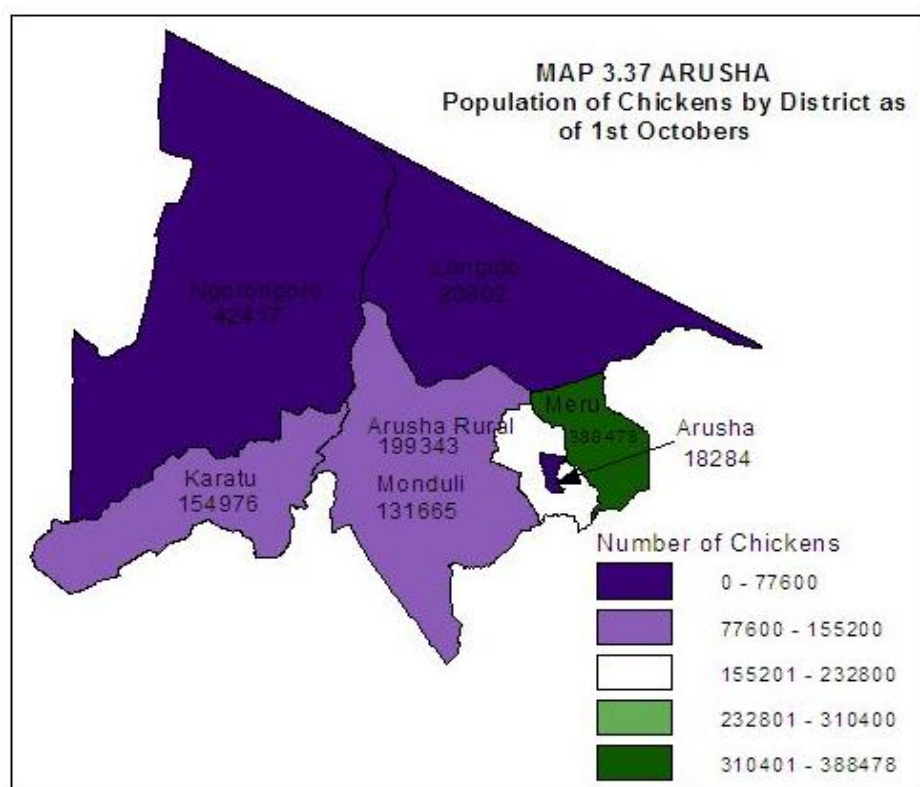 MAP 3.37 ARUSHA
Population of Chickens by District as
of 1st Octobers
Longido
20802
Ngorongoro
42417
Meru
388478
Arusha
18284
Arusha Rural
199343
Karatu
154976
Monduli
131665
Number of Chickens
0 - 77600
77600 - 155200
155201 - 232800
232801 - 310400
310401 - 388478